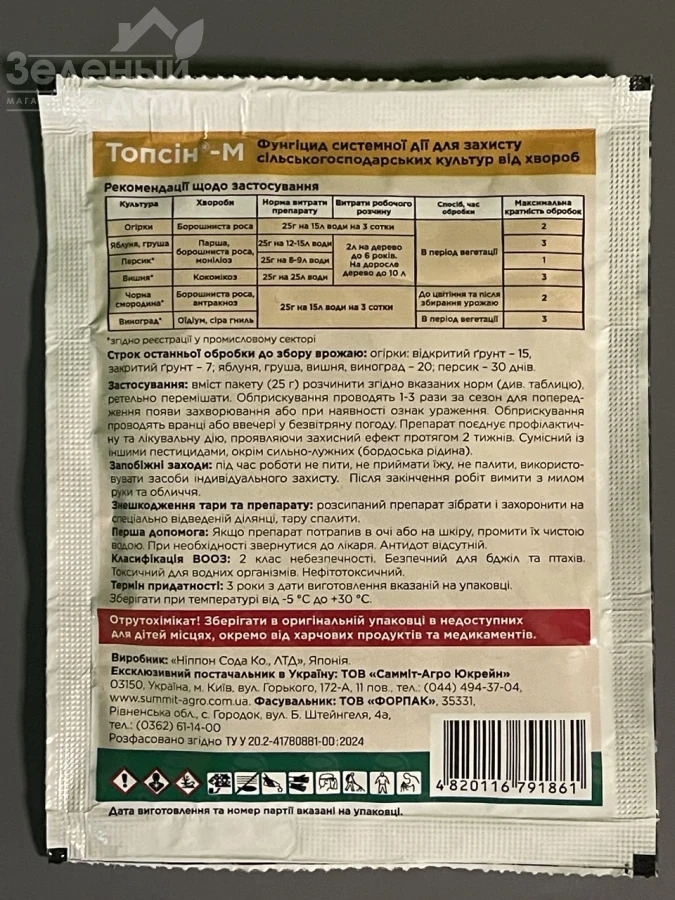 Зеленый
МАГА
ДОМ
Топсін®-М
Фунгіцид системної дії для захисту
сільськогосподарських культур від хвороб
Рекомендації щодо застосування
Культура Хвороби Норма витрати препарату Витрати робочого розчину Спосіб, час обробки Максимальна кратність обробок
Огірки Борошниста роса 25г на 15л води на 3 сотки 2
Яблуня, груша Парша, борошниста роса, моніліоз 25г на 12-15л води 2л на дерево до 6 років. На доросле дерево до 10 л В період вегетації 3
Персик* 25г на 8-9л води 1
Вишня* Кокомікоз 25г на 25л води 3
Чорна смородина* Борошниста роса, антракноз 25г на 15л води на 3 сотки До цвітіння та після збирання урожаю 2
Виноград* Оїдіум, сіра гниль В період вегетації 3
*згідно реєстрації у промисловому секторі
Строк останньої обробки до збору врожаю: огірки: відкритий ґрунт – 15,
закритий ґрунт – 7; яблуня, груша, вишня, виноград – 20, персик – 30 днів.
Застосування: вміст пакету (25 г) розчинити згідно вказаних норм (див. таблицю),
ретельно перемішати. Обприскування проводять 1-3 рази за сезон для поперед-
ження появи захворювання або при наявності ознак ураження. Обприскування
проводять вранці або ввечері у безвітряну погоду. Препарат поєднує профілактич-
ну та лікувальну дію, проявляючи захисний ефект протягом 2 тижнів. Сумісний із
іншими пестицидами, окрім сильно-лужних (бордоська рідина).
Запобіжні заходи: під час роботи не пити, не приймати їжу, не палити, використо-
вувати засоби індивідуального захисту. Після закінчення робіт вимити з милом
руки та обличчя.
Знешкодження тари та препарату: розсипаний препарат зібрати і захоронити на
спеціально відведеній ділянці, тару спалити.
Перша допомога: Якщо препарат потрапив в очі або на шкіру, промити їх чистою
водою. При необхідності звернутися до лікаря. Антидот відсутній.
Класифікація ВООЗ: 2 клас небезпечності. Безпечний для бджіл та птахів.
Токсичний для водних організмів. Нефітотоксичний.
Термін придатності: 3 роки з дати виготовлення вказаній на упаковці.
Зберігати при температурі від -5 °С до +30 °С.
Отрутохімікат! Зберігати в оригінальній упаковці в недоступних
для дітей місцях, окремо від харчових продуктів та медикаментів.
Виробник: «Ніппон Сода Ко., ЛТД», Японія.
Ексклюзивний постачальник в Україну: ТОВ «Самміт-Агро Юкрейн»
03150, Україна, м. Київ, вул. Горького, 172-А, 11 пов., тел.: (044) 494-37-04,
www.summit-agro.com.ua. Фасувальник: ТОВ «ФОРПАК», 35331,
Рівненська обл., с. Городок, вул. Б. Штейнгеля, 4а,
тел.: (0362) 61-14-00
Розфасовано згідно ТУ У 20.2-41780881-00:2024
4 820116 791861
Дата виготовлення та номер партії вказані на упаковці.